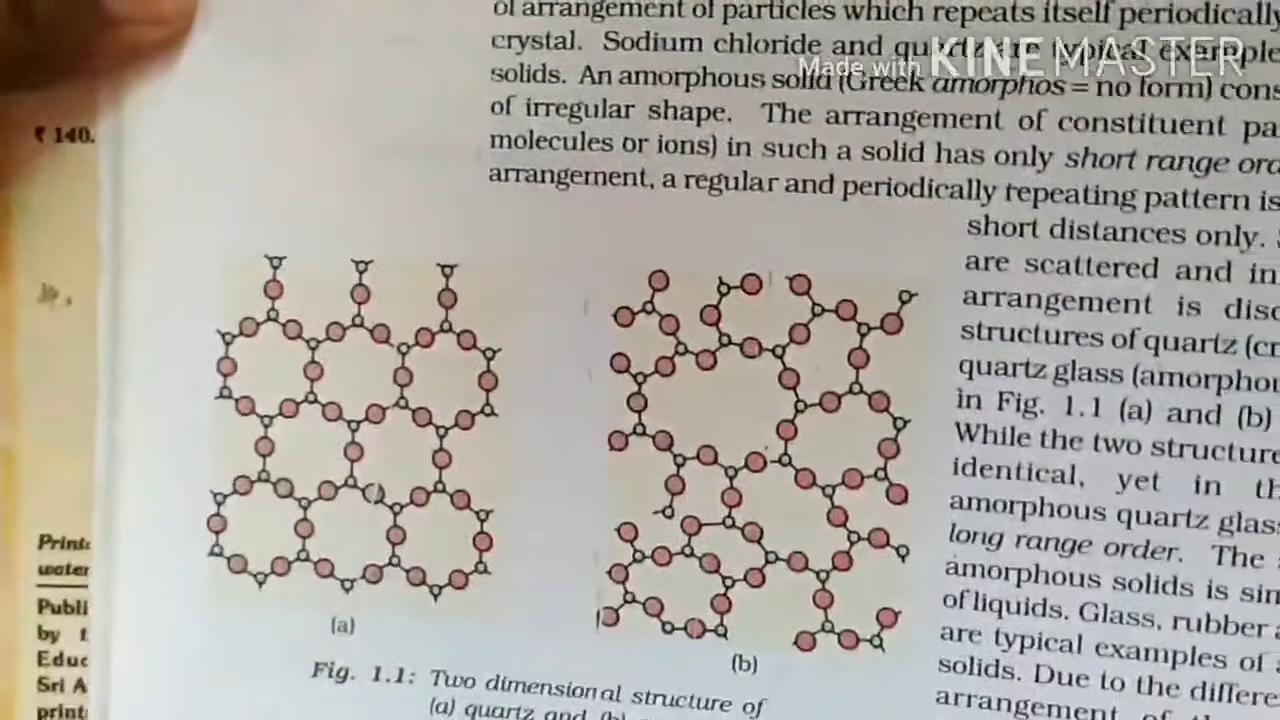 of arrangement of particles which repeats itself periodically
crystal. Sodium chloride and quartz are typical example
Made with KINEMASTER
solids. An amorphous solid (Greek amorphos = no form) cons
of irregular shape. The arrangement of constituent pa
molecules or ions) in such a solid has only short range ord
arrangement, a regular and periodically repeating pattern is
short distances only.
are scattered and in
arrangement is diso
structures of quartz (cr
quartz glass (amorphou
in Fig. 1.1 (a) and (b)
While the two structure
identical, yet in th
amorphous quartz glass
long range order. The
amorphous solids is sim
of liquids. Glass, rubber
are typical examples of
solids. Due to the differe
arrangement of
(a)
(b)
Fig. 1.1: Two dimensional structure of
(a) quartz and (b)
₹ 140.
Printe
water
Publi
by t
Educ
Sri A
print